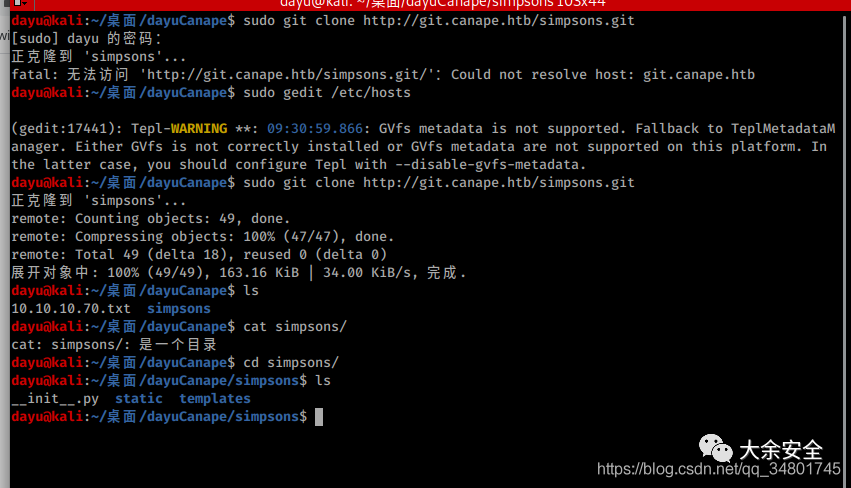 dayu@kali: ~/桌面/dayuCanape/simpsons 103x44
dayu@kali:~/桌面/dayuCanape$ sudo git clone http://git.canape.htb/simpsons.git
[sudo] dayu 的密码：
正克隆到 'simpsons'...
fatal: 无法访问 'http://git.canape.htb/simpsons.git/'：Could not resolve host: git.canape.htb
dayu@kali:~/桌面/dayuCanape$ sudo gedit /etc/hosts
(gedit:17441): Tepl-WARNING **: 09:30:59.866: GVfs metadata is not supported. Fallback to TeplMetadataM
anager. Either GVfs is not correctly installed or GVfs metadata are not supported on this platform. In
the latter case, you should configure Tepl with --disable-gvfs-metadata.
dayu@kali:~/桌面/dayuCanape$ sudo git clone http://git.canape.htb/simpsons.git
正克隆到 'simpsons'...
remote: Counting objects: 49, done.
remote: Compressing objects: 100% (47/47), done.
remote: Total 49 (delta 18), reused 0 (delta 0)
展开对象中: 100% (49/49), 163.16 KiB | 34.00 KiB/s, 完成.
dayu@kali:~/桌面/dayuCanape$ ls
10.10.10.70.txt simpsons
dayu@kali:~/桌面/dayuCanape$ cat simpsons/
cat: simpsons/: 是一个目录
dayu@kali:~/桌面/dayuCanape$ cd simpsons/
dayu@kali:~/桌面/dayuCanape/simpsons$ ls
__init__.py static templates
dayu@kali:~/桌面/dayuCanape/simpsons$
大余安全
https://blog.csdn.net/qq_34801745